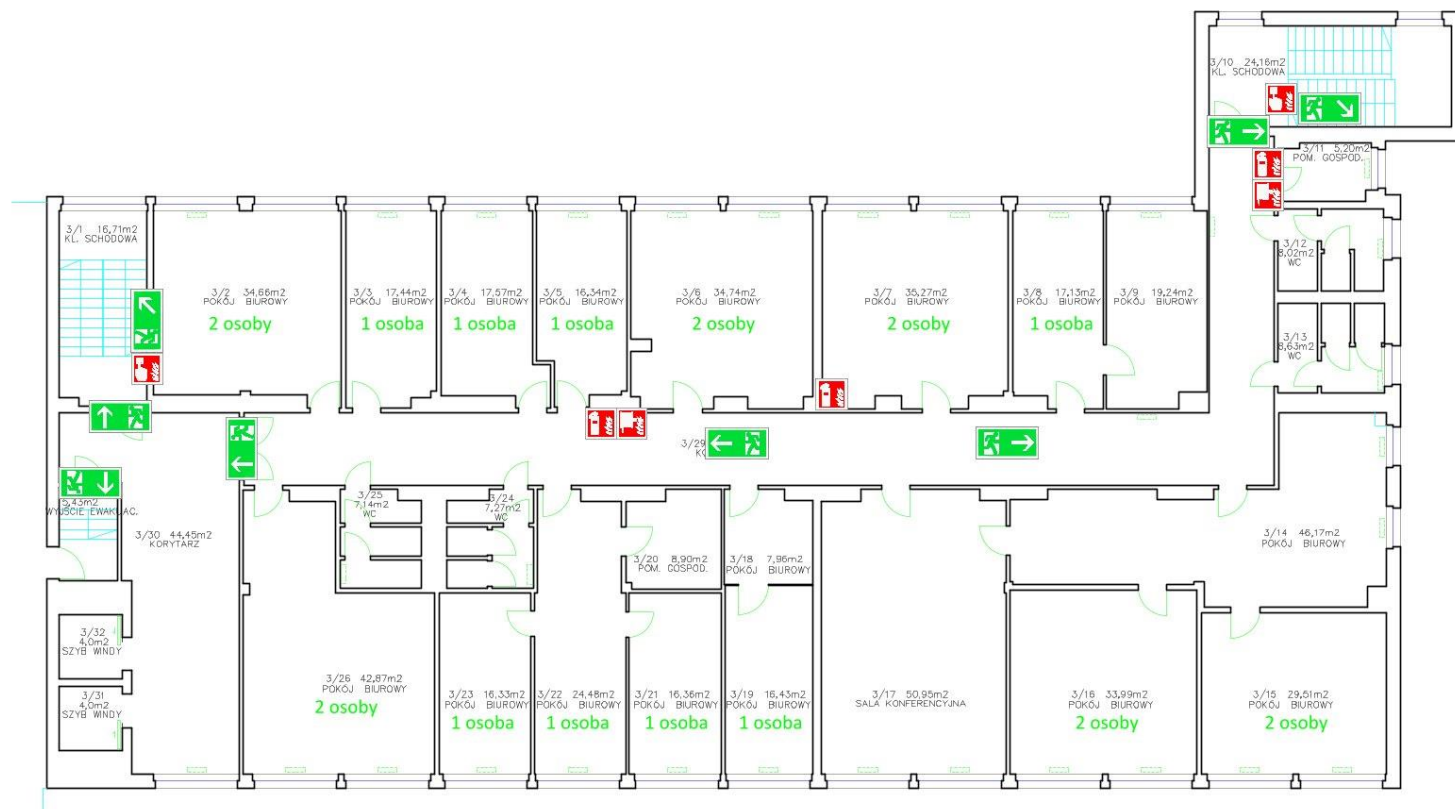 3/10 24,16m2
KL. SCHODOWA
3/11 5,20m2
POM. GOSPOD.
3/1 16,71m2
KL. SCHODOWA
3/12
8,02m2
WC
3/2 34,66m2
POKÓJ BIUROWY
2 osoby
3/3 17,44m2
POKÓJ BIUROWY
1 osoba
3/4 17,57m2
POKÓJ BIUROWY
1 osoba
3/5 16,34m2
POKÓJ BIUROWY
1 osoba
3/6 34,74m2
POKÓJ BIUROWY
2 osoby
3/7 35,27m2
POKÓJ BIUROWY
2 osoby
3/8 17,13m2
POKÓJ BIUROWY
1 osoba
3/9 19,24m2
POKÓJ BIUROWY
3/13
8,63m2
WC
3/29
5,43m2
WYJŚCIE EWAKUAC.
3/30 44,45m2
KORYTARZ
3/25
7,14m2
WC
3/24
7,27m2
WC
3/20 8,90m2
POM. GOSPOD.
3/18 7,96m2
POKÓJ BIUROWY
3/14 46,17m2
POKÓJ BIUROWY
3/32
4,0m2
SZYB WINDY
3/31
4,0m2
SZYB WINDY
3/26 42,87m2
POKÓJ BIUROWY
2 osoby
3/23 16,33m2
POKÓJ BIUROWY
1 osoba
3/22 24,48m2
POKÓJ BIUROWY
1 osoba
3/21 16,36m2
POKÓJ BIUROWY
1 osoba
3/19 16,43m2
POKÓJ BIUROWY
1 osoba
3/17 50,95m2
SALA KONFERENCYJNA
3/16 33,99m2
POKÓJ BIUROWY
2 osoby
3/15 29,51m2
POKÓJ BIUROWY
2 osoby